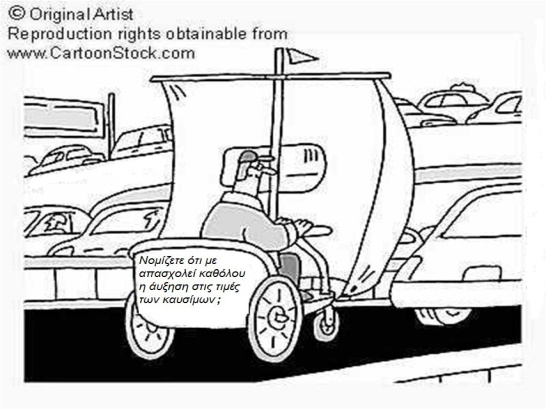 © Original Artist
Reproduction rights obtainable from
www.CartoonStock.com
Νομίζετε ότι με
απασχολεί καθόλου
η άυξηση στις τιμές
των καυσίμων ;